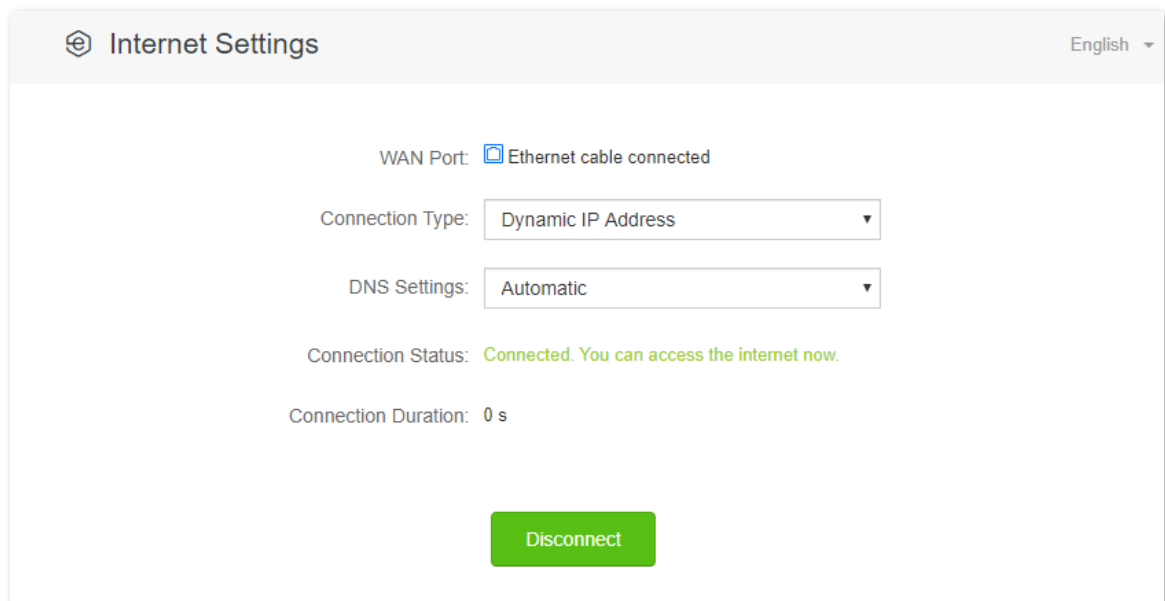 Internet Settings
English
WAN Port: Ethernet cable connected
Connection Type: Dynamic IP Address
DNS Settings: Automatic
Connection Status: Connected. You can access the internet now.
Connection Duration: 0 s
Disconnect